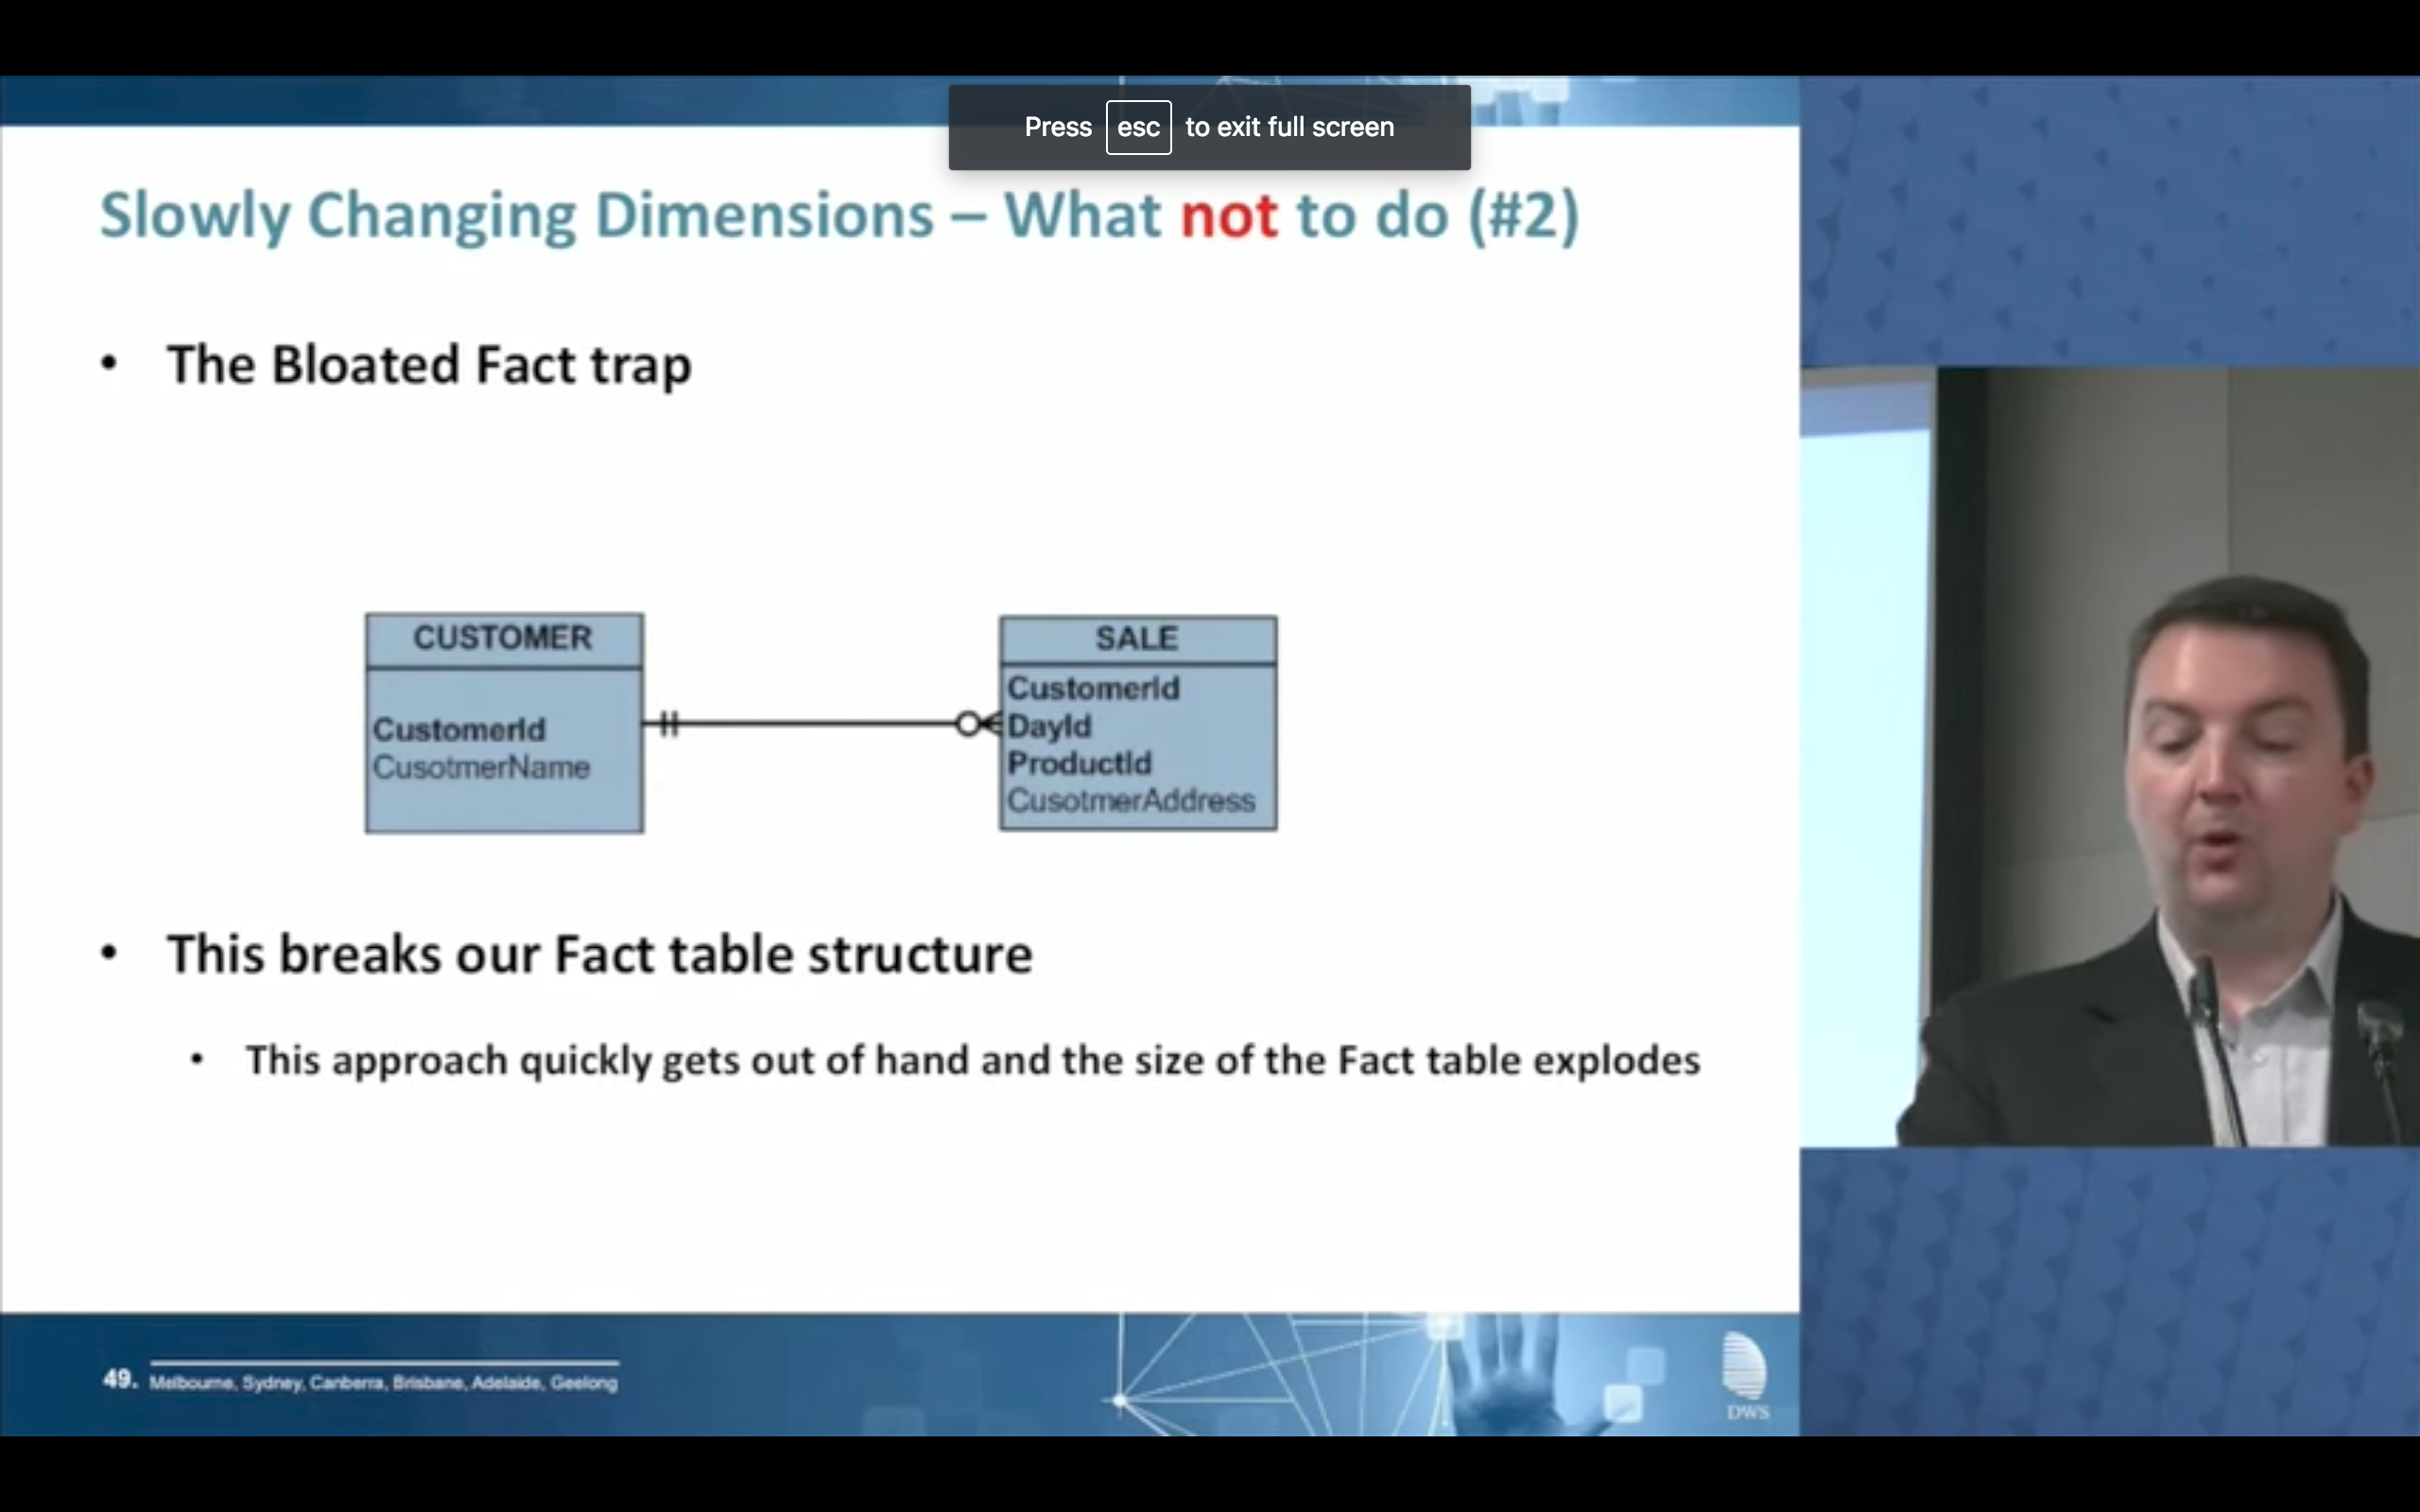 Press esc to exit full screen
Slowly Changing Dimensions – What not to do (#2)
• The Bloated Fact trap
CUSTOMER
CustomerId
CusotmerName
SALE
CustomerId
DayId
ProductId
CusotmerAddress
• This breaks our Fact table structure
• This approach quickly gets out of hand and the size of the Fact table explodes
49. Melbourne, Sydney, Canberra, Brisbane, Adelaide, Geelong
DWS